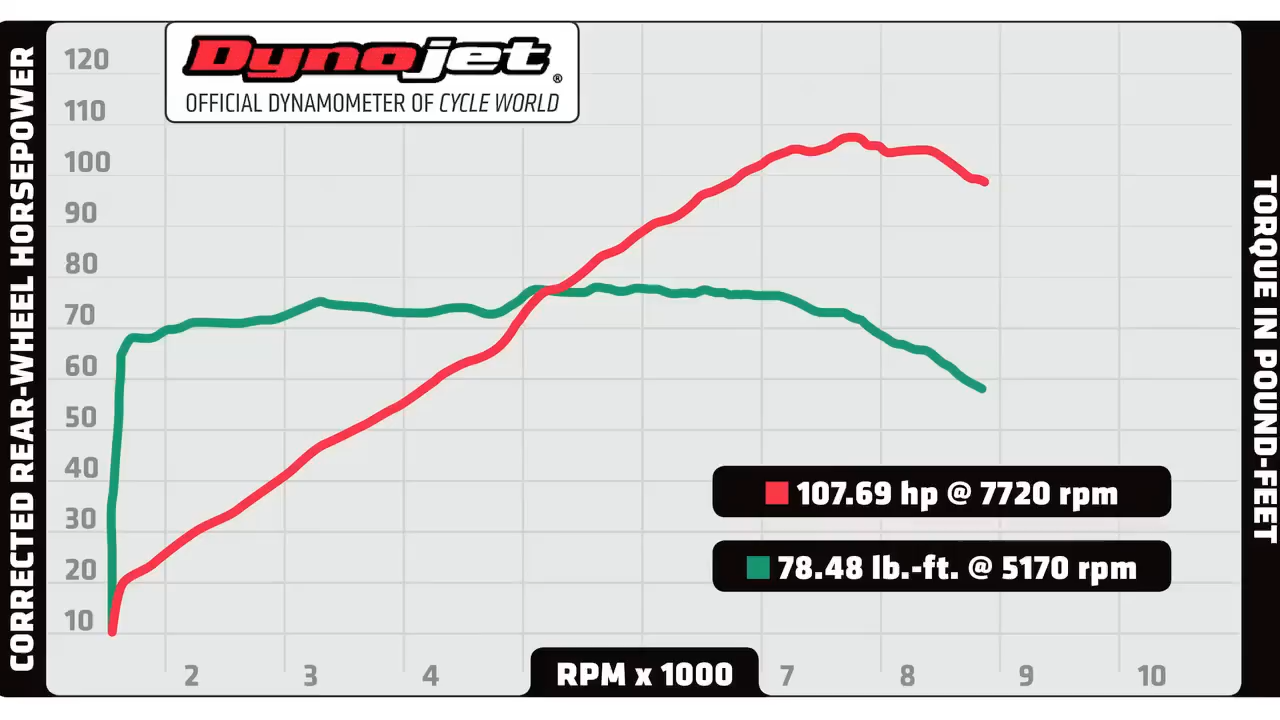 CORRECTED REAR-WHEEL HORSEPOWER
Dynojet®
OFFICIAL DYNAMOMETER OF CYCLE WORLD
120
110
100
90
80
70
60
50
40
30
20
10
107.69 hp @ 7720 rpm
78.48 lb.-ft. @ 5170 rpm
2 3 4 RPM x 1000 7 8 9 10
TORQUE IN POUND-FEET